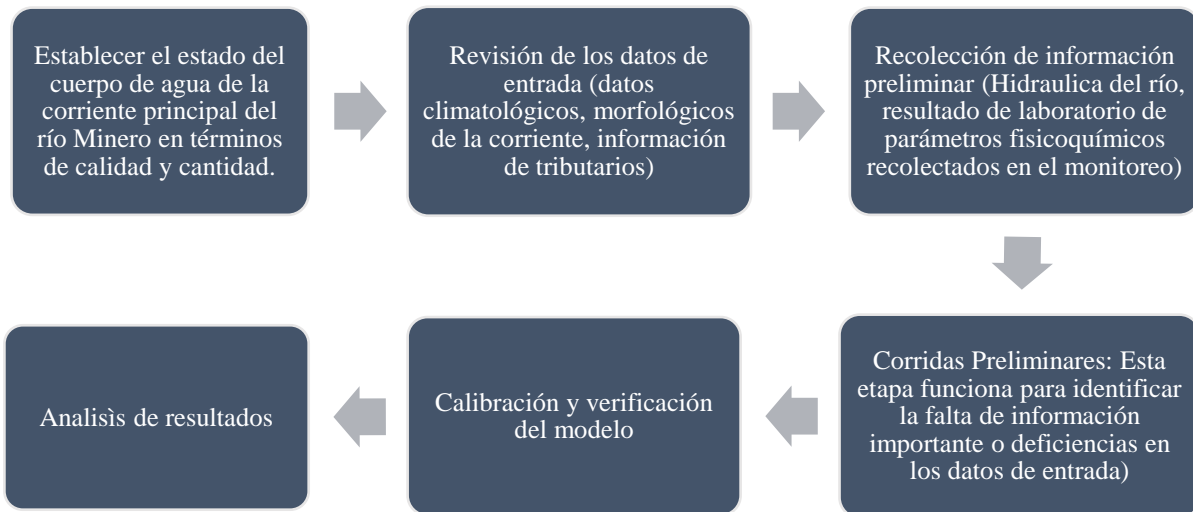 Establecer el estado del
cuerpo de agua de la
corriente principal del
río Minero en términos
de calidad y cantidad.
Revisión de los datos de
entrada (datos
climatológicos, morfológicos
de la corriente, información
de tributarios)
Recolección de información
preliminar (Hidraulica del río,
resultado de laboratorio de
parámetros fisicoquímicos
recolectados en el monitoreo)
Corridas Preliminares: Esta
etapa funciona para identificar
la falta de información
importante o deficiencias en
los datos de entrada)
Calibración y verificación
del modelo
Analisìs de resultados